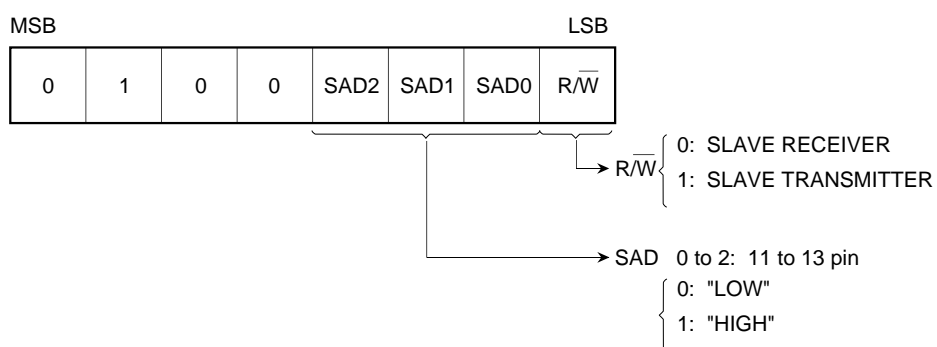 MSB LSB
0 1 0 0 SAD2 SAD1 SAD0 R/W̅
R/W̅
0: SLAVE RECEIVER
1: SLAVE TRANSMITTER
SAD 0 to 2: 11 to 13 pin
0: "LOW"
1: "HIGH"